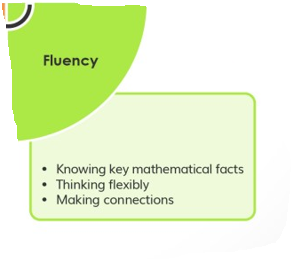 Fluency
• Knowing key mathematical facts
• Thinking flexibly
• Making connections